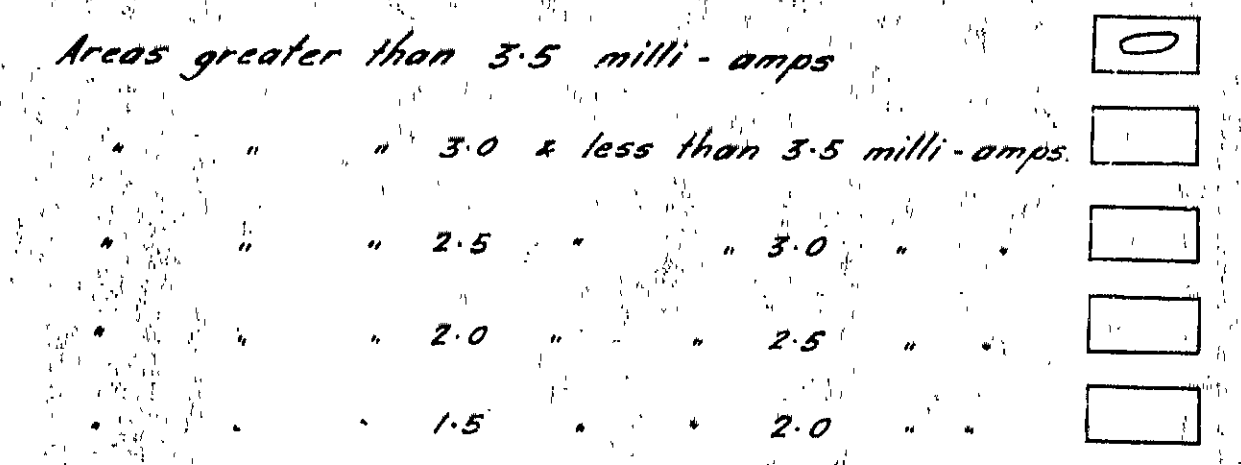 Areas greater than 3.5 milli-amps
" " " 3.0 & less than 3.5 milli-amps.
" " " 2.5 " " 3.0 " "
" " " 2.0 " " 2.5 " "
" " " 1.5 " " 2.0 " "